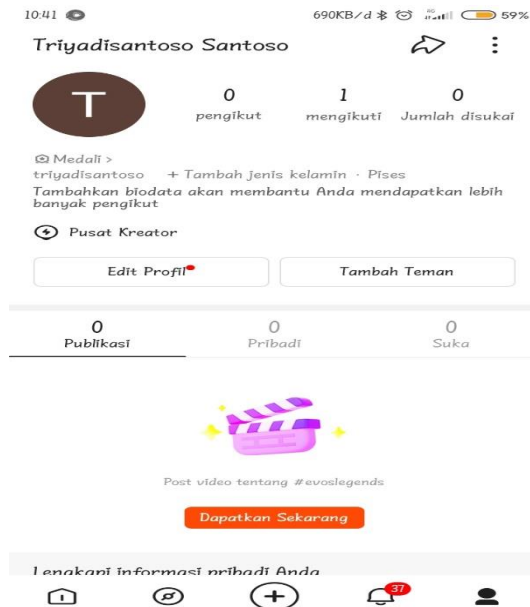 10:41 690KB/d 4G 59%
Triyadisantoso Santoso
T
0 1 0
pengikut mengikuti Jumlah disukai
Medali >
triyadisantoso + Tambah jenis kelamin · Pises
Tambahkan biodata akan membantu Anda mendapatkan lebih
banyak pengikut
Pusat Kreator
Edit Profil Tambah Teman
0 0 0
Publikasi Pribadi Suka
Post video tentang #evoslegends
Dapatkan Sekarang
Lengkapi informasi pribadi Anda
37